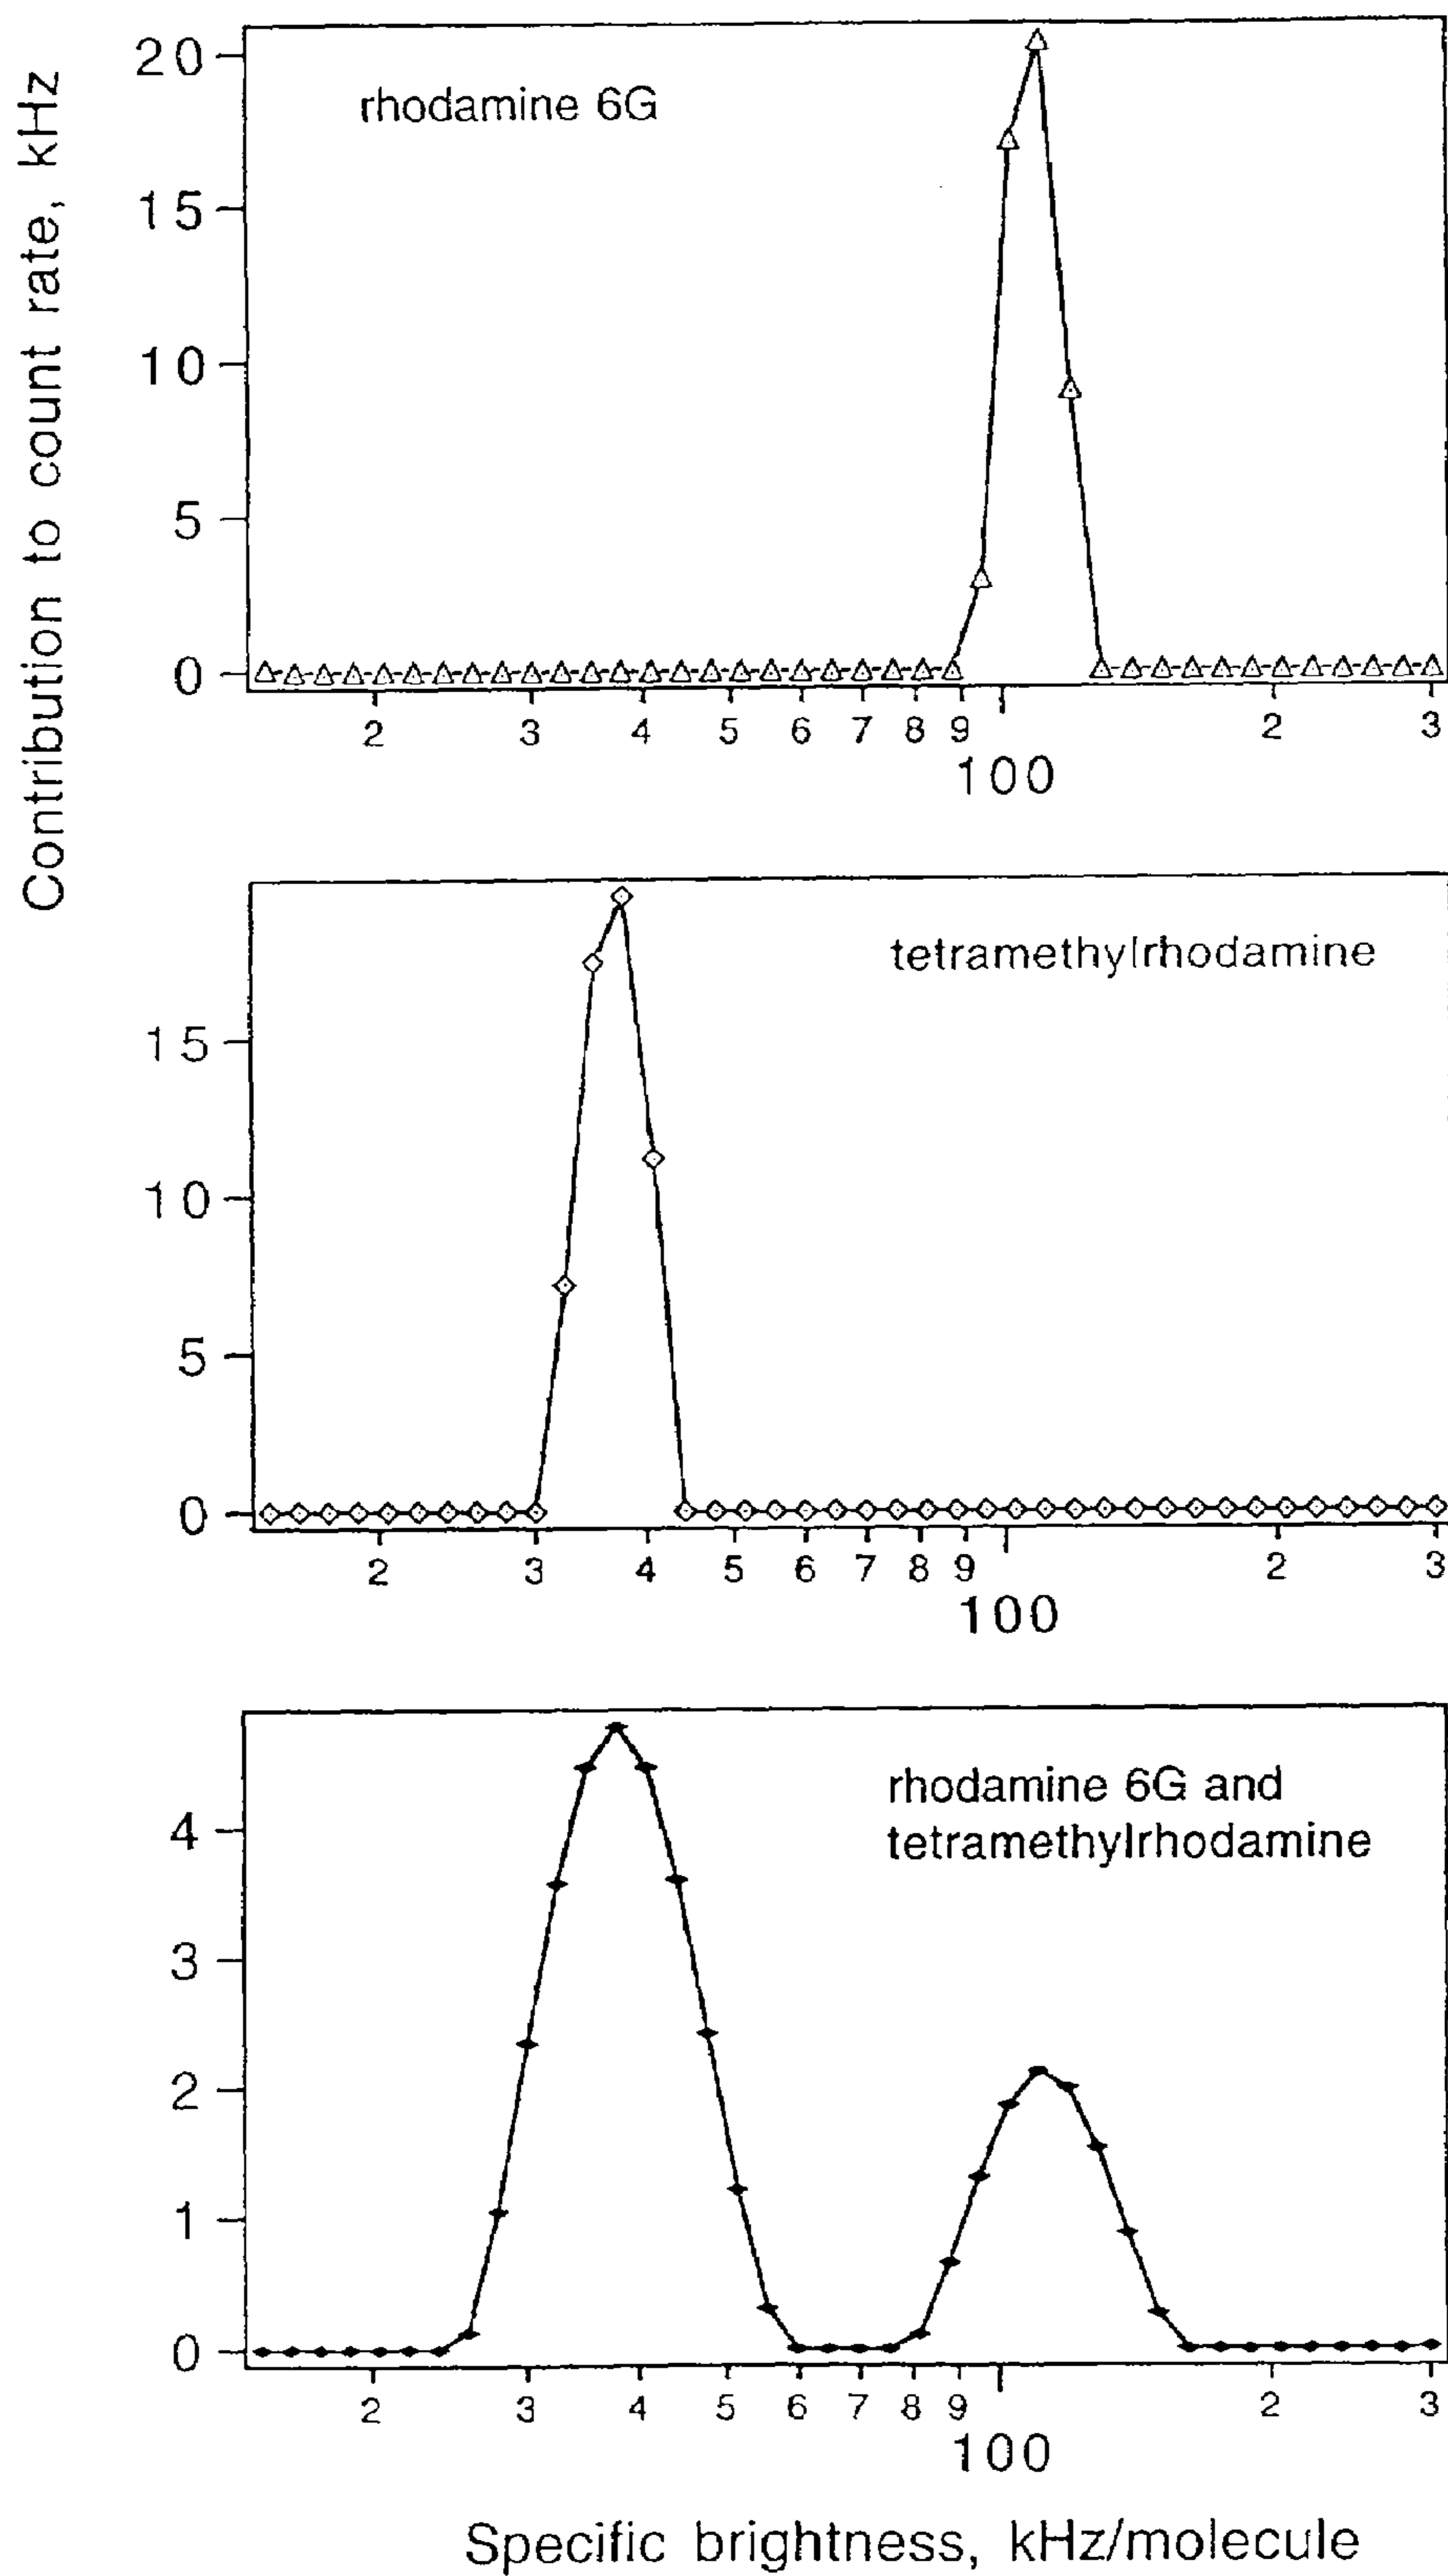 Contribution to count rate, kHz
20
rhodamine 6G
15
10
5
0
2 3 4 5 6 7 8 9 2 3
100
tetramethylrhodamine
15
10
5
0
2 3 4 5 6 7 8 9 2 3
100
rhodamine 6G and
tetramethylrhodamine
4
3
2
1
0
2 3 4 5 6 7 8 9 2 3
100
Specific brightness, kHz/molecule